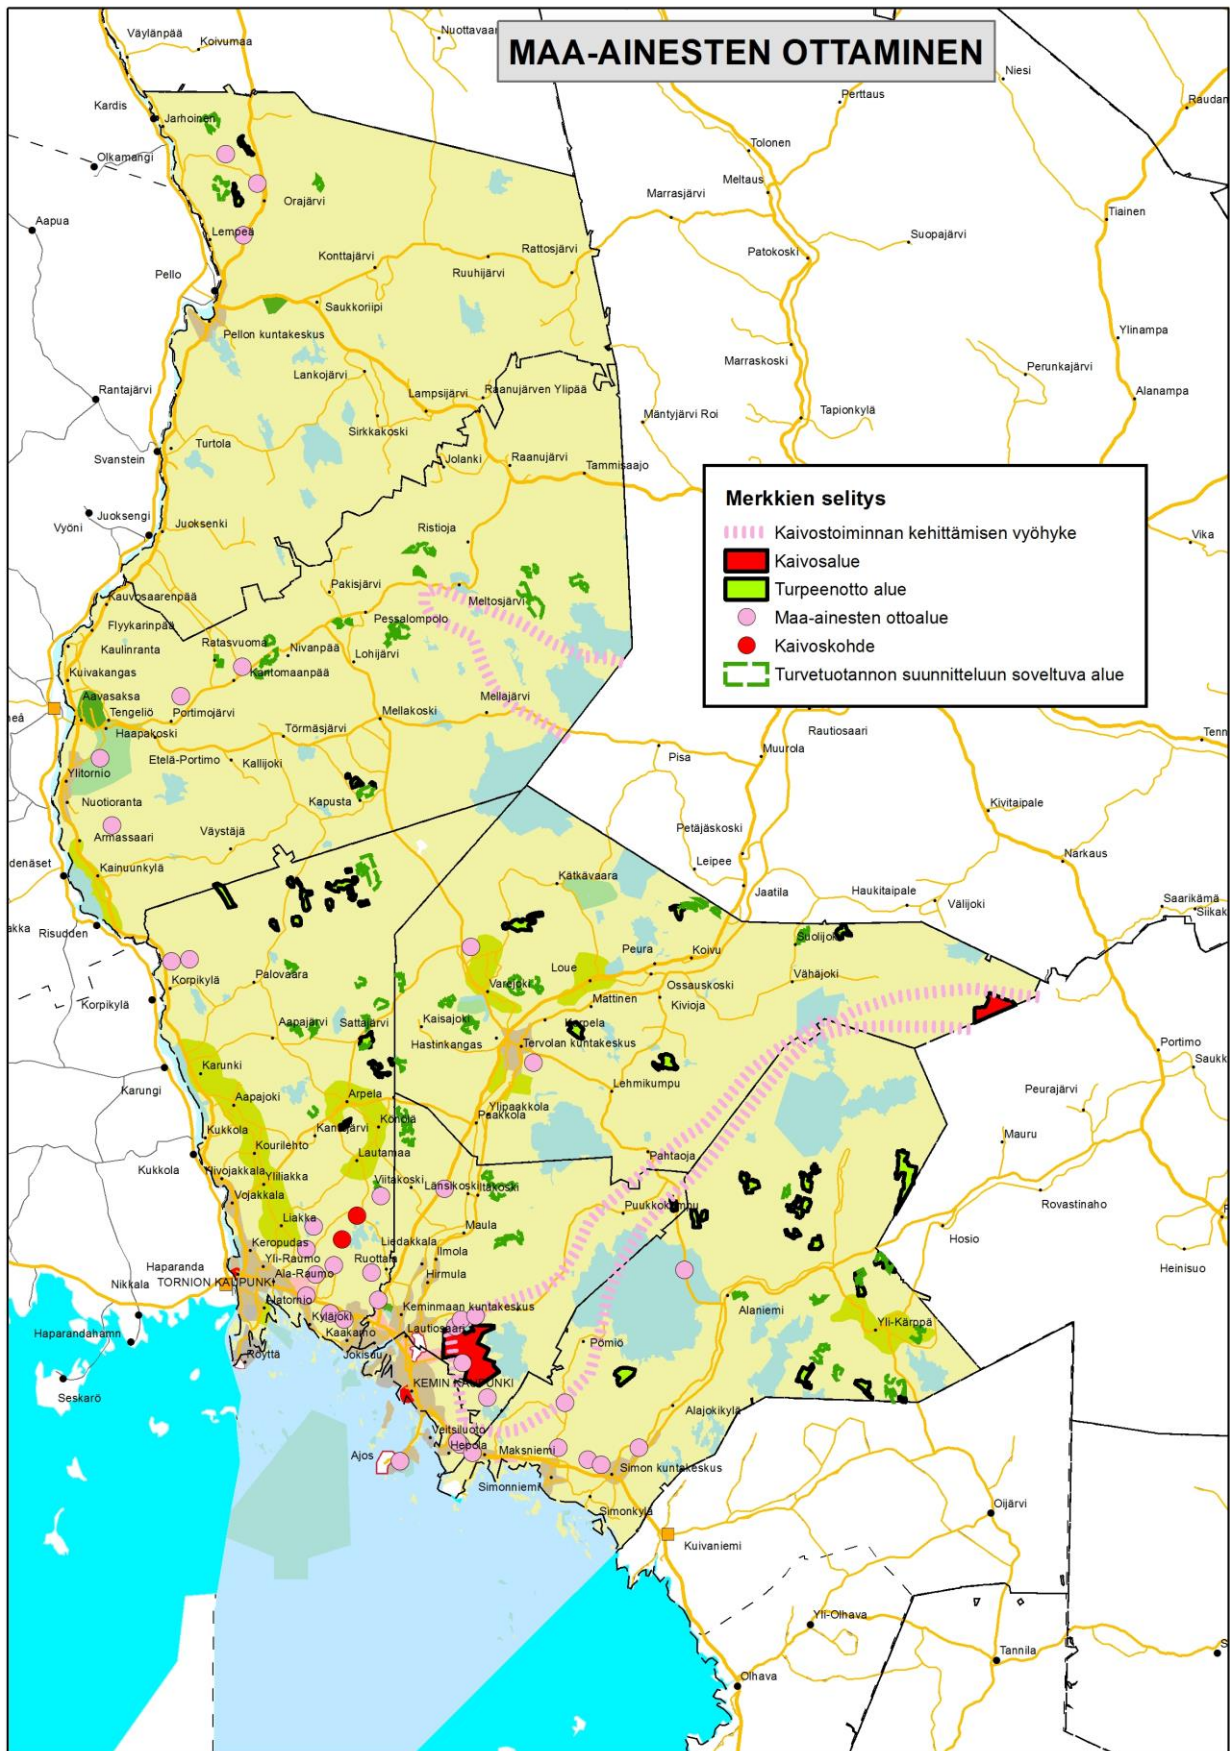 MAA-AINESTEN OTTAMINEN
Väylänpää
Koivumaa
Niesi
Kardis
Jarhoinen
Perttaus
Olkamangi
Tolonen
Meltaus
Orajärvi
Marrasjärvi
Tiainen
Aapua
Lempeä
Suopajärvi
Konttajärvi
Rattosjärvi
Patokoski
Ruuhijärvi
Pello
Saukkoriipi
Pellon kuntakeskus
Ylinampa
Marraskoski
Lankojärvi
Perunkajärvi
Rantajärvi
Lampsijärvi
Raanujärven Ylipää
Alanampa
Mäntyjärvi Roi
Tapionkylä
Sirkkakoski
Turtola
Svanstein
Jolanki
Raanujärvi
Tammisaajo
Merkkien selitys
Kaivostoiminnan kehittämisen vyöhyke
Kaivosalue
Turpeenotto alue
Maa-ainesten ottoalue
Kaivoskohde
Turvetuotannon suunnitteluun soveltuva alue
Juoksengi
Vyöni
Juoksenki
Ristioja
Vika
Pakisjärvi
Meltosjärvi
Kauvosaarenpää
Pessalompolo
Flyykarinpää
Kaulinranta
Ratasvuoma
Nivanpää
Lohijärvi
Kuivakangas
Kantomaanpää
Aavasaksa
Tengeliö
Portimojärvi
Mellakoski
Mellajärvi
Haapakoski
Törmäsjärvi
Rautiosaari
Etelä-Portimo
Kallijoki
Pisa
Muurola
Ylitornio
Nuotioranta
Kapusta
Kivitaipale
Armassaari
Väystäjä
Petäjäskoski
Leipee
Narkaus
Kainuunkylä
Kätkävaara
Jaatila
Haukitaipale
Välijoki
Saarikämä
Risudden
Peura
Koivu
Korpikylä
Palovaara
Varejoki
Loue
Ossauskoski
Vähäjoki
Korpikylä
Mattinen
Kivioja
Aapajärvi
Sattajärvi
Kaisajoki
Hastinkangas
Tervolan kuntakeskus
Karunki
Portimo
Karungi
Aapajoki
Arpela
Lehmikumpu
Peurajärvi
Ylipaakkola
Paakkola
Kukkola
Könölä
Mauru
Kourilehto
Lautamaa
Pahtaoja
Kukkola
Yliliakka
Viitakoski
Länsikoski
Rovastinaho
Vojakkala
Liakka
Maula
Hosio
Keropudas
Liedakkala
Ilmola
Heinisuo
Haparanda
Yli-Raumo
Ruottala
Hirmula
TORNION KAUPUNKI
Ala-Raumo
Nikkala
Alaniemi
Kyläjoki
Keminmaan kuntakeskus
Haparandahamn
Kaakamo
Lautiosaari
Pömiö
Yli-Kärppä
Röyttä
Jokisuu
Seskarö
KEMIN KAUPUNKI
Alajokikylä
Veitsiluoto
Ajos
Hepola
Maksniemi
Simon kuntakeskus
Simonniemi
Simonkylä
Oijärvi
Kuivaniemi
Yli-Olhava
Tannila
Olhava